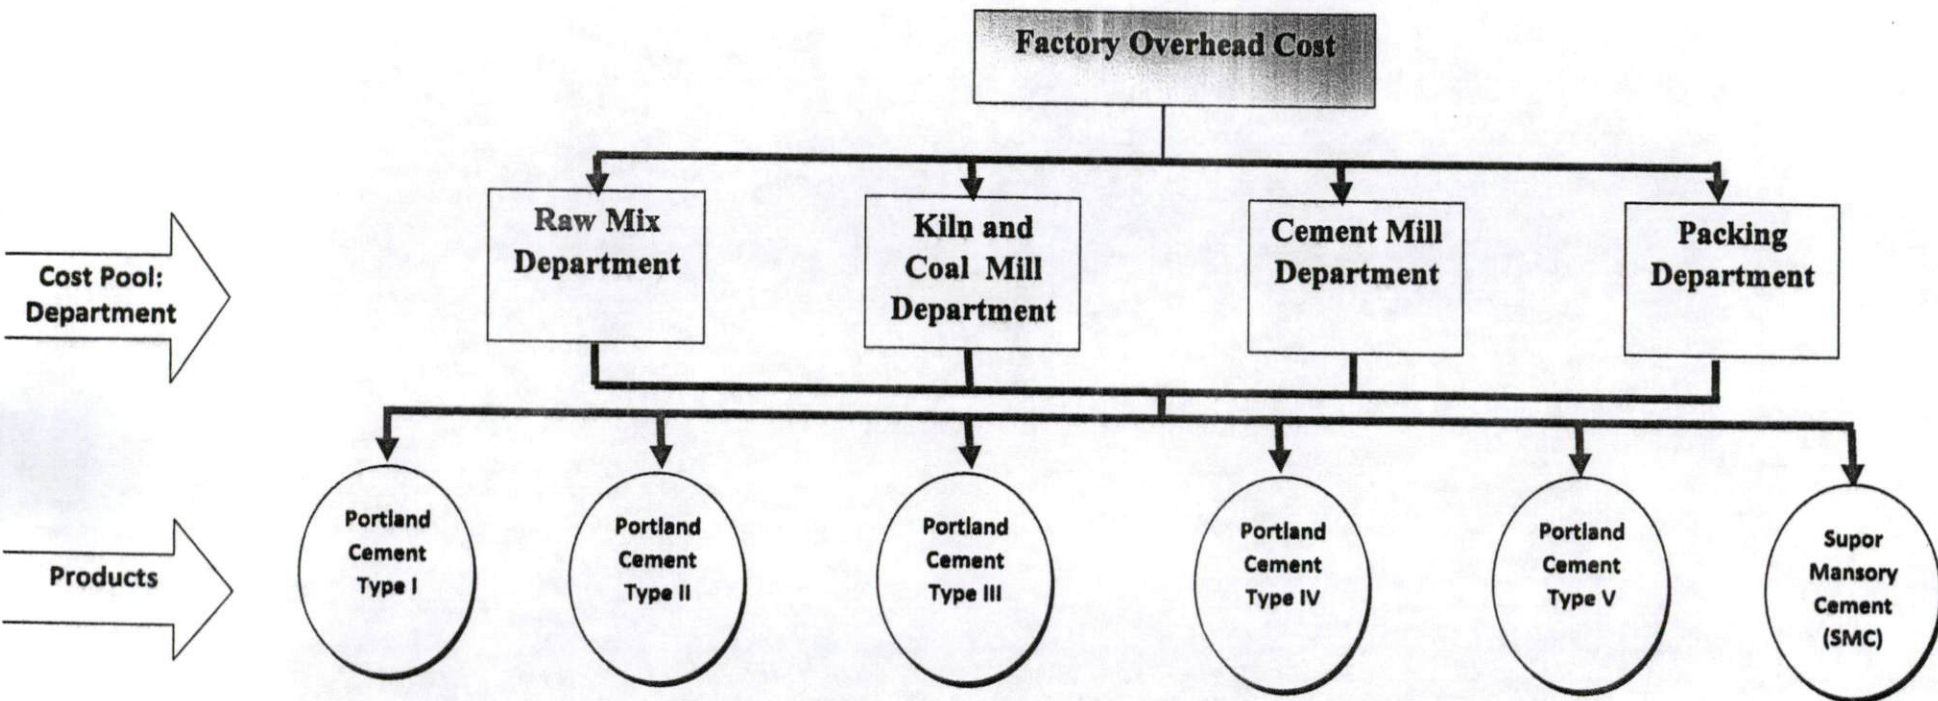 Factory Overhead Cost
Raw Mix
Department
Kiln and
Coal Mill
Department
Cement Mill
Department
Packing
Department
Cost Pool:
Department
Portland
Cement
Type I
Portland
Cement
Type II
Portland
Cement
Type III
Portland
Cement
Type IV
Portland
Cement
Type V
Supor
Mansory
Cement
(SMC)
Products